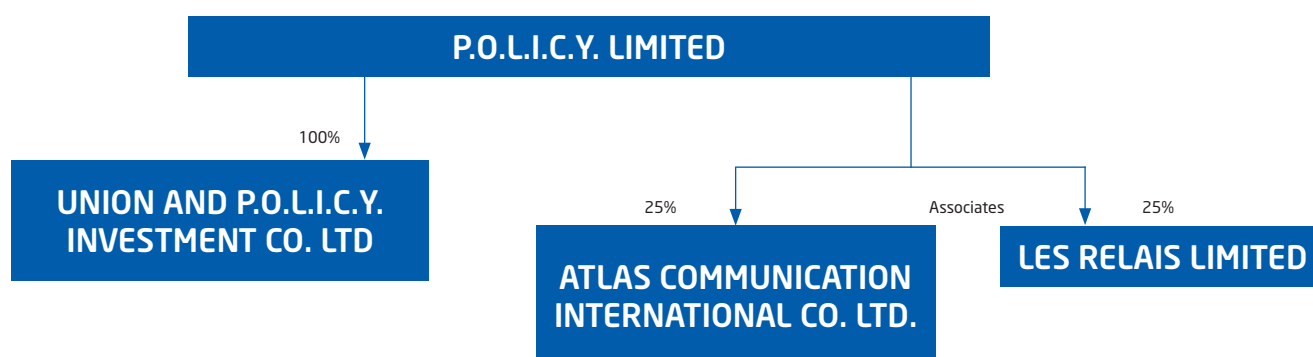 P.O.L.I.C.Y. LIMITED
100%
UNION AND P.O.L.I.C.Y.
INVESTMENT CO. LTD
25%
Associates
25%
ATLAS COMMUNICATION
INTERNATIONAL CO. LTD.
LES RELAIS LIMITED